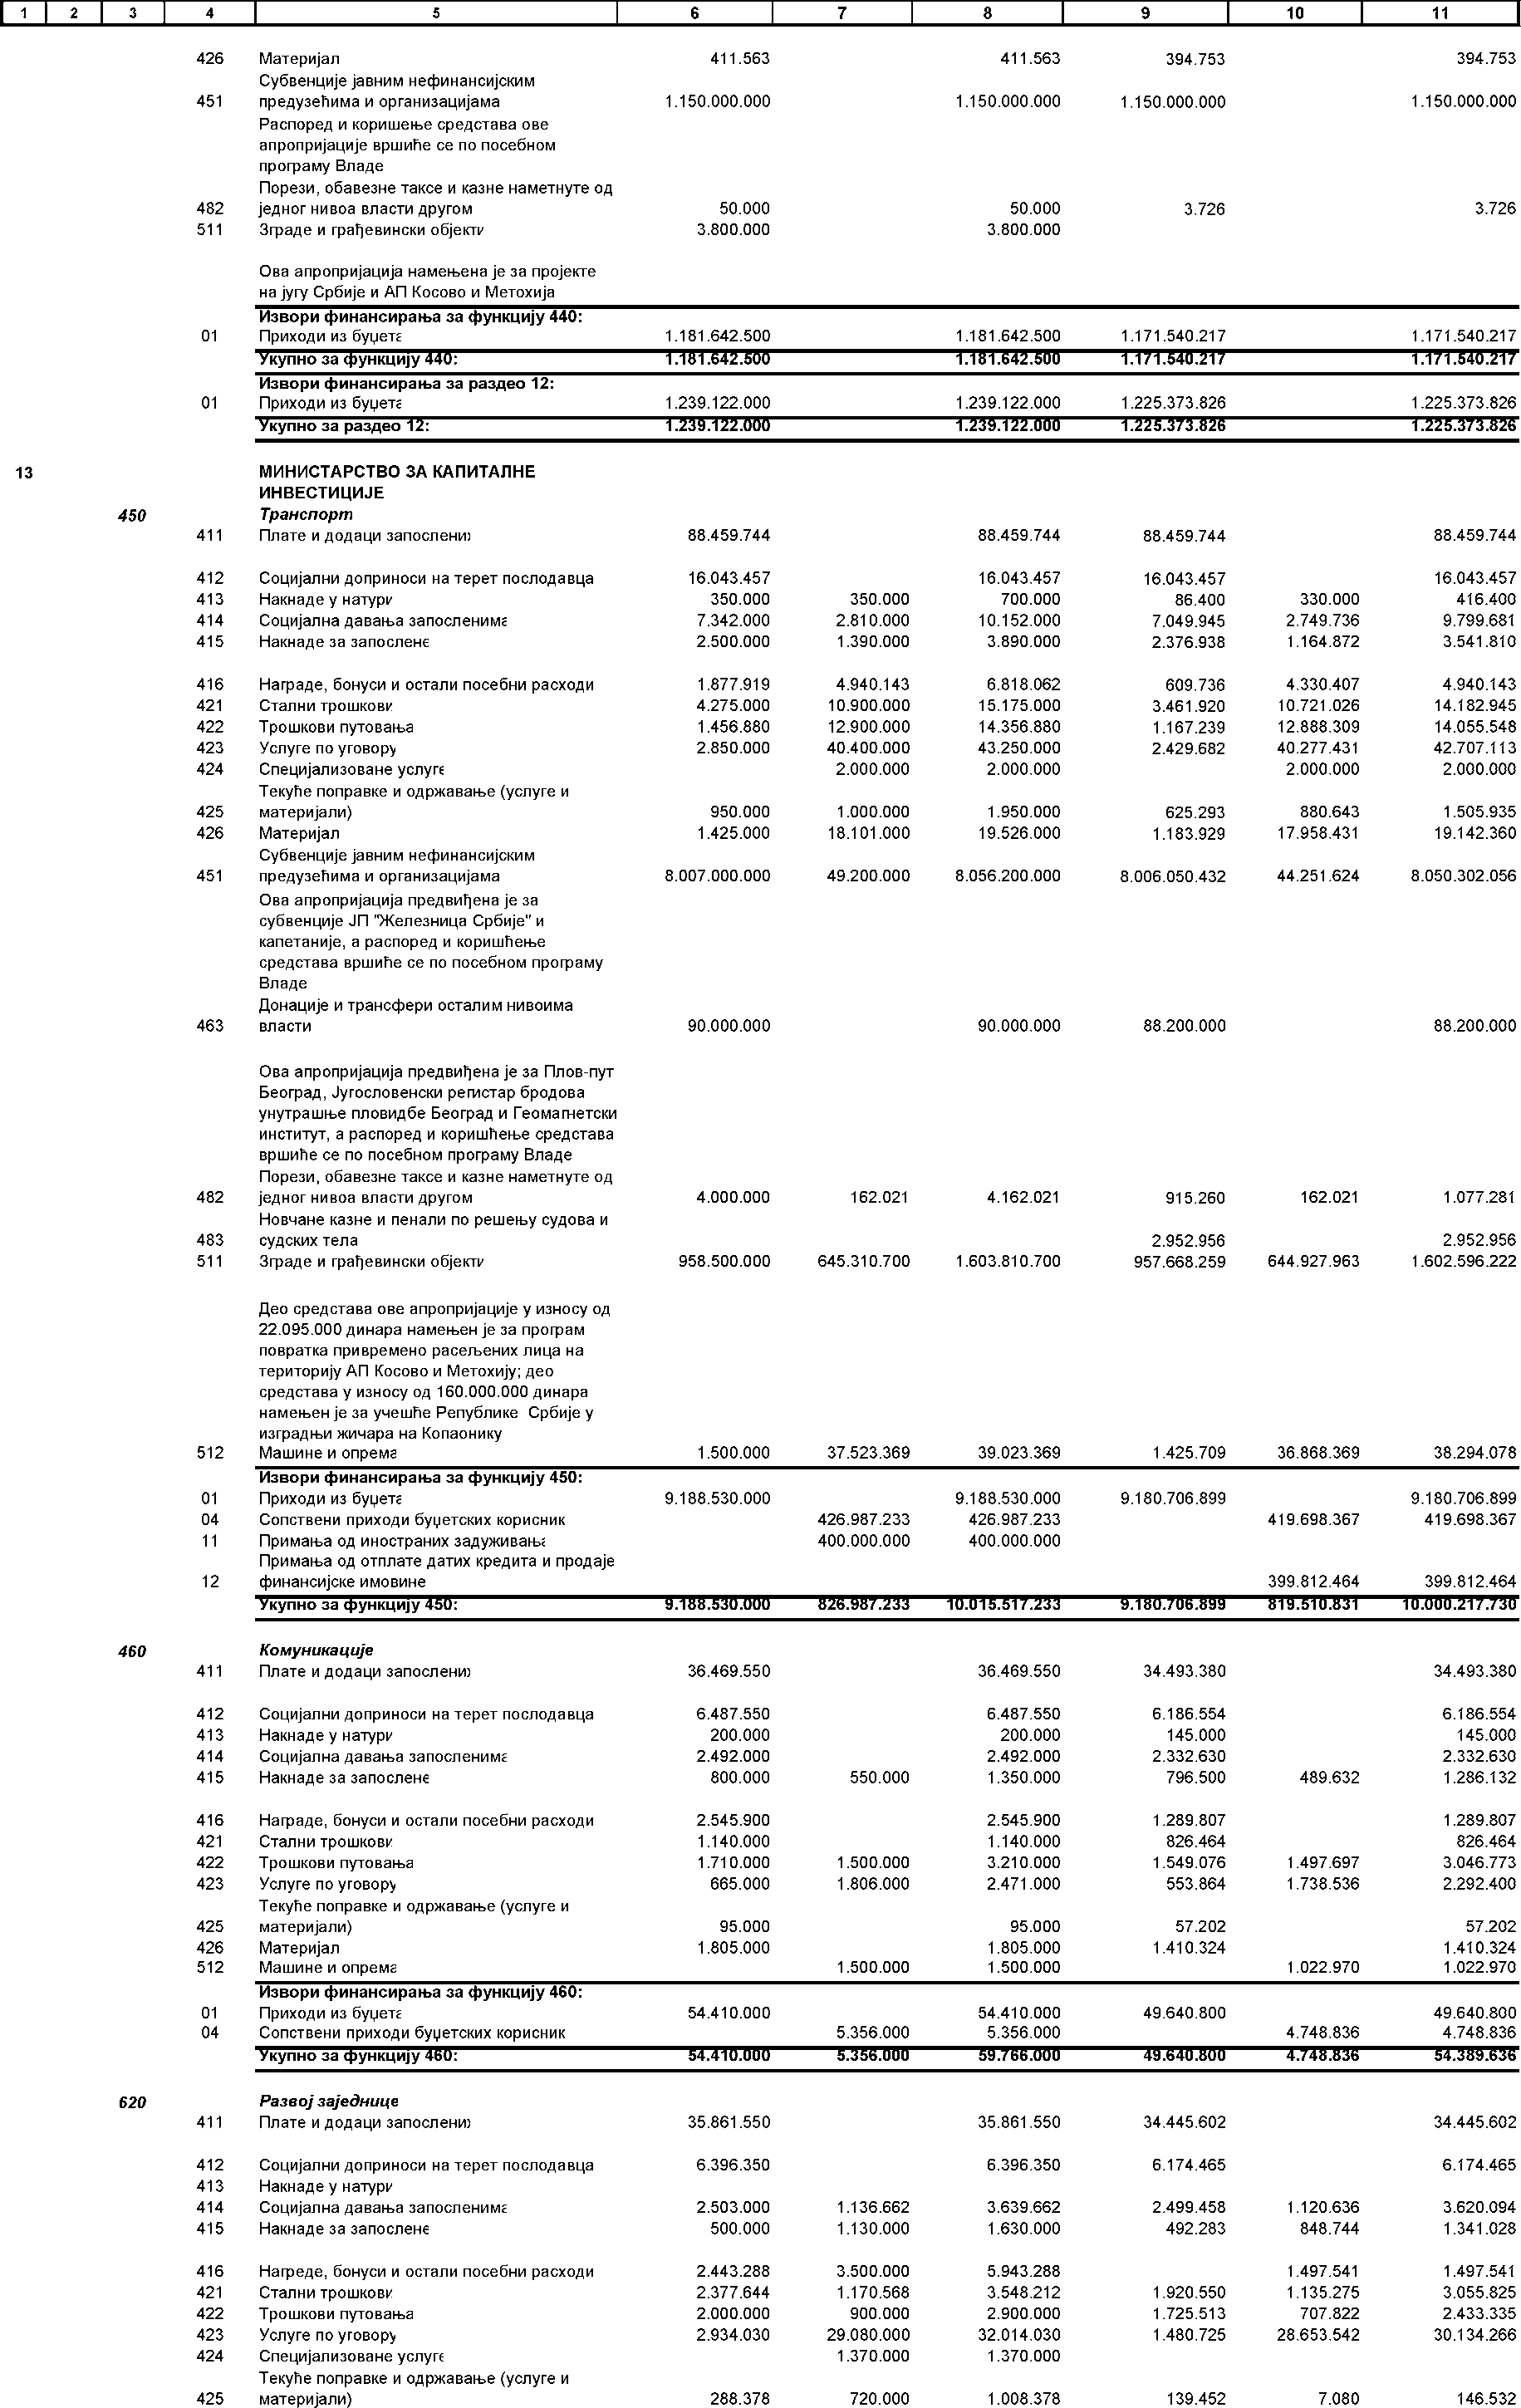 1 2 3 4 5 6 7 8 9 10 11
426 Материјал 411.563 411.563 394.753 394.753
Субвенције јавним нефинансијским
451 предузећима и организацијама 1.150.000.000 1.150.000.000 1.150.000.000 1.150.000.000
Распоред и коришење средстава ове
апропријације вршиће се по посебном
програму Владе
Порези, обавезне таксе и казне наметнуте од
482 једног нивоа власти другом 50.000 50.000 3.726 3.726
511 Зграде и грађевински објекти 3.800.000 3.800.000
Ова апропријација намењена је за пројекте
на југу Србије и АП Косово и Метохија
Извори финансирања за функцију 440:
01 Приходи из буџета 1.181.642.500 1.181.642.500 1.171.540.217 1.171.540.217
Укупно за функцију 440: 1.181.642.500 1.181.642.500 1.171.540.217 1.171.540.217
Извори финансирања за раздео 12:
01 Приходи из буџета 1.239.122.000 1.239.122.000 1.225.373.826 1.225.373.826
Укупно за раздео 12: 1.239.122.000 1.239.122.000 1.225.373.826 1.225.373.826
13 МИНИСТАРСТВО ЗА КАПИТАЛНЕ
ИНВЕСТИЦИЈЕ
450 Транспорт
411 Плате и додаци запослених 88.459.744 88.459.744 88.459.744 88.459.744
412 Социјални доприноси на терет послодавца 16.043.457 16.043.457 16.043.457 16.043.457
413 Накнаде у натури 350.000 350.000 700.000 86.400 330.000 416.400
414 Социјална давања запосленима 7.342.000 2.810.000 10.152.000 7.049.945 2.749.736 9.799.681
415 Накнаде за запослене 2.500.000 1.390.000 3.890.000 2.376.938 1.164.872 3.541.810
416 Награде, бонуси и остали посебни расходи 1.877.919 4.940.143 6.818.062 609.736 4.330.407 4.940.143
421 Стални трошкови 4.275.000 10.900.000 15.175.000 3.461.920 10.721.026 14.182.945
422 Трошкови путовања 1.456.880 12.900.000 14.356.880 1.167.239 12.888.309 14.055.548
423 Услуге по уговору 2.850.000 40.400.000 43.250.000 2.429.682 40.277.431 42.707.113
424 Специјализоване услуге 2.000.000 2.000.000 2.000.000 2.000.000
Текуће поправке и одржавање (услуге и
425 материјали) 950.000 1.000.000 1.950.000 625.293 880.643 1.505.935
426 Материјал 1.425.000 18.101.000 19.526.000 1.183.929 17.958.431 19.142.360
Субвенције јавним нефинансијским
451 предузећима и организацијама 8.007.000.000 49.200.000 8.056.200.000 8.006.050.432 44.251.624 8.050.302.056
Ова апропријација предвиђена је за
субвенције ЈП "Железница Србије" и
капетаније, а распоред и коришћење
средстава вршиће се по посебном програму
Владе
Донације и трансфери осталим нивоима
463 власти 90.000.000 90.000.000 88.200.000 88.200.000
Ова апропријација предвиђена је за Плов-пут
Београд, Југословенски регистар бродова
унутрашње пловидбе Београд и Геомагнетски
институт, а распоред и коришћење средстава
вршиће се по посебном програму Владе
Порези, обавезне таксе и казне наметнуте од
482 једног нивоа власти другом 4.000.000 162.021 4.162.021 915.260 162.021 1.077.281
Новчане казне и пенали по решењу судова и
483 судских тела 2.952.956 2.952.956
511 Зграде и грађевински објекти 958.500.000 645.310.700 1.603.810.700 957.668.259 644.927.963 1.602.596.222
Део средстава ове апропријације у износу од
22.095.000 динара намењен је за програм
повратка привремено расељених лица на
територију АП Косово и Метохију; део
средстава у износу од 160.000.000 динара
намењен је за учешће Републике Србије у
изградњи жичара на Копаонику
512 Машине и опрема 1.500.000 37.523.369 39.023.369 1.425.709 36.868.369 38.294.078
Извори финансирања за функцију 450:
01 Приходи из буџета 9.188.530.000 9.188.530.000 9.180.706.899 9.180.706.899
04 Сопствени приходи буџетских корисник 426.987.233 426.987.233 419.698.367 419.698.367
11 Примања од иностраних задуживања 400.000.000 400.000.000
Примања од отплате датих кредита и продаје
12 финансијске имовине 399.812.464 399.812.464
Укупно за функцију 450: 9.188.530.000 826.987.233 10.015.517.233 9.180.706.899 819.510.831 10.000.217.730
460 Комуникације
411 Плате и додаци запослених 36.469.550 36.469.550 34.493.380 34.493.380
412 Социјални доприноси на терет послодавца 6.487.550 6.487.550 6.186.554 6.186.554
413 Накнаде у натури 200.000 200.000 145.000 145.000
414 Социјална давања запосленима 2.492.000 2.492.000 2.332.630 2.332.630
415 Накнаде за запослене 800.000 550.000 1.350.000 796.500 489.632 1.286.132
416 Награде, бонуси и остали посебни расходи 2.545.900 2.545.900 1.289.807 1.289.807
421 Стални трошкови 1.140.000 1.140.000 826.464 826.464
422 Трошкови путовања 1.710.000 1.500.000 3.210.000 1.549.076 1.497.697 3.046.773
423 Услуге по уговору 665.000 1.806.000 2.471.000 553.864 1.738.536 2.292.400
Текуће поправке и одржавање (услуге и
425 материјали) 95.000 95.000 57.202 57.202
426 Материјал 1.805.000 1.805.000 1.410.324 1.410.324
512 Машине и опрема 1.500.000 1.500.000 1.022.970 1.022.970
Извори финансирања за функцију 460:
01 Приходи из буџета 54.410.000 54.410.000 49.640.800 49.640.800
04 Сопствени приходи буџетских корисник 5.356.000 5.356.000 4.748.836 4.748.836
Укупно за функцију 460: 54.410.000 5.356.000 59.766.000 49.640.800 4.748.836 54.389.636
620 Развој заједнице
411 Плате и додаци запослених 35.861.550 35.861.550 34.445.602 34.445.602
412 Социјални доприноси на терет послодавца 6.396.350 6.396.350 6.174.465 6.174.465
413 Накнаде у натури
414 Социјална давања запосленима 2.503.000 1.136.662 3.639.662 2.499.458 1.120.636 3.620.094
415 Накнаде за запослене 500.000 1.130.000 1.630.000 492.283 848.744 1.341.028
416 Нагреде, бонуси и остали посебни расходи 2.443.288 3.500.000 5.943.288 1.497.541 1.497.541
421 Стални трошкови 2.377.644 1.170.568 3.548.212 1.920.550 1.135.275 3.055.825
422 Трошкови путовања 2.000.000 900.000 2.900.000 1.725.513 707.822 2.433.335
423 Услуге по уговору 2.934.030 29.080.000 32.014.030 1.480.725 28.653.542 30.134.266
424 Специјализоване услуге 1.370.000 1.370.000
Текуће поправке и одржавање (услуге и
425 материјали) 288.378 720.000 1.008.378 139.452 7.080 146.532